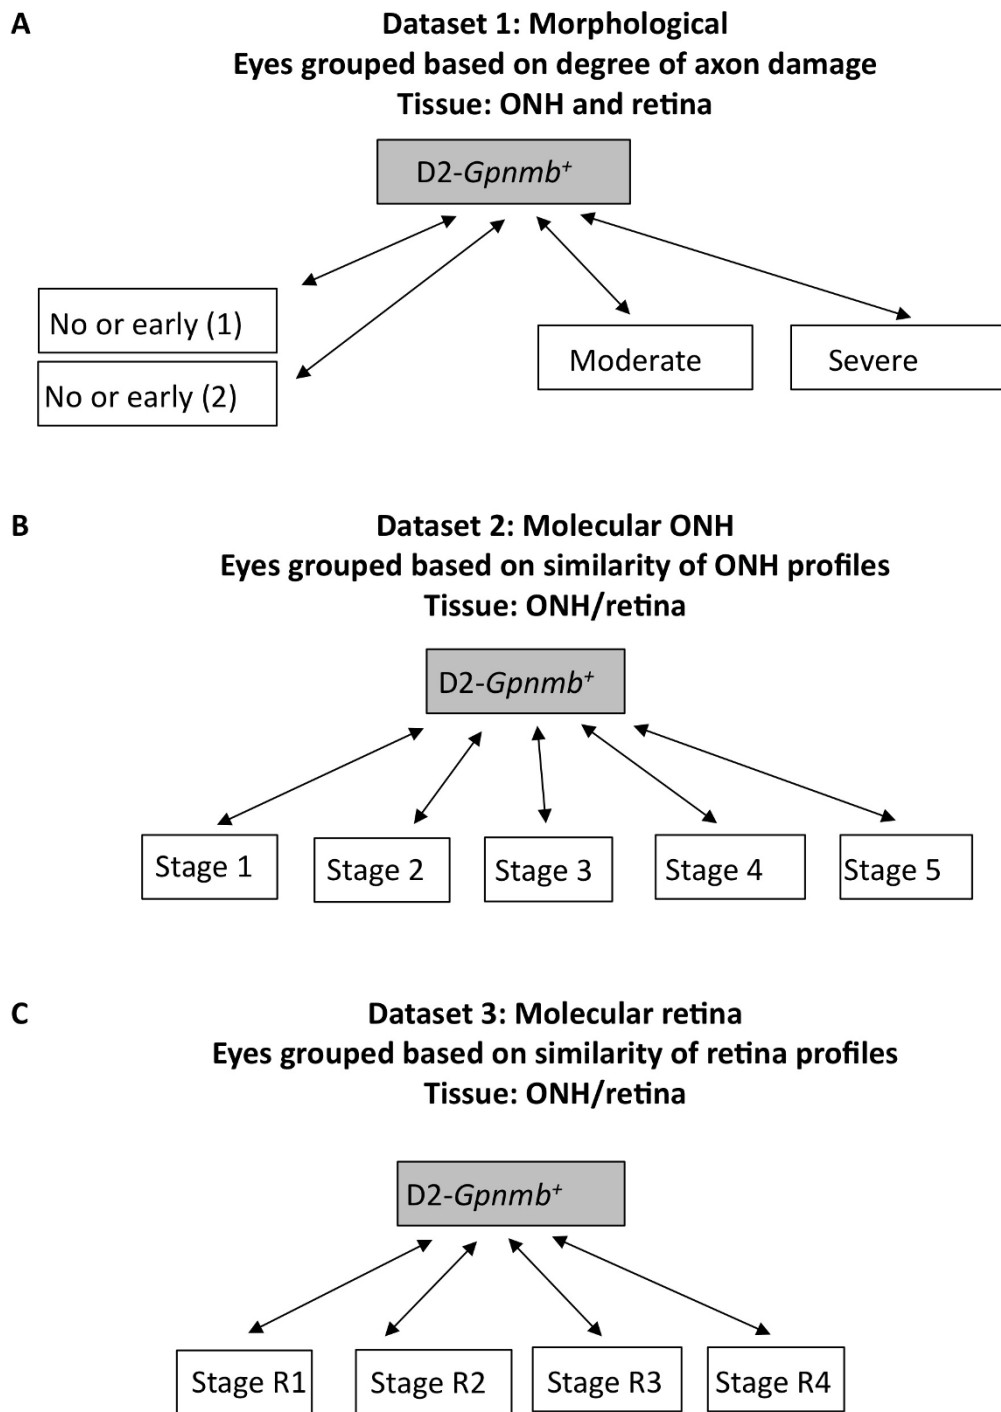 A
Dataset 1: Morphological
Eyes grouped based on degree of axon damage
Tissue: ONH and retina
D2-Gpnmb⁺
No or early (1)
No or early (2)
Moderate
Severe
B
Dataset 2: Molecular ONH
Eyes grouped based on similarity of ONH profiles
Tissue: ONH/retina
D2-Gpnmb⁺
Stage 1
Stage 2
Stage 3
Stage 4
Stage 5
C
Dataset 3: Molecular retina
Eyes grouped based on similarity of retina profiles
Tissue: ONH/retina
D2-Gpnmb⁺
Stage R1
Stage R2
Stage R3
Stage R4